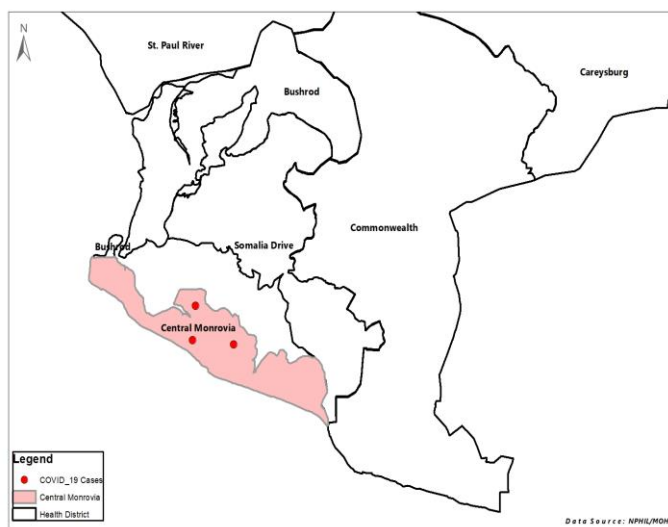 N
St. Paul River
Bushrod
Careysburg
Commonwealth
Bushrod
Somalia Drive
Central Monrovia
Legend
COVID_19 Cases
Central Monrovia
Health District
Data Source: NPHIL/MOH